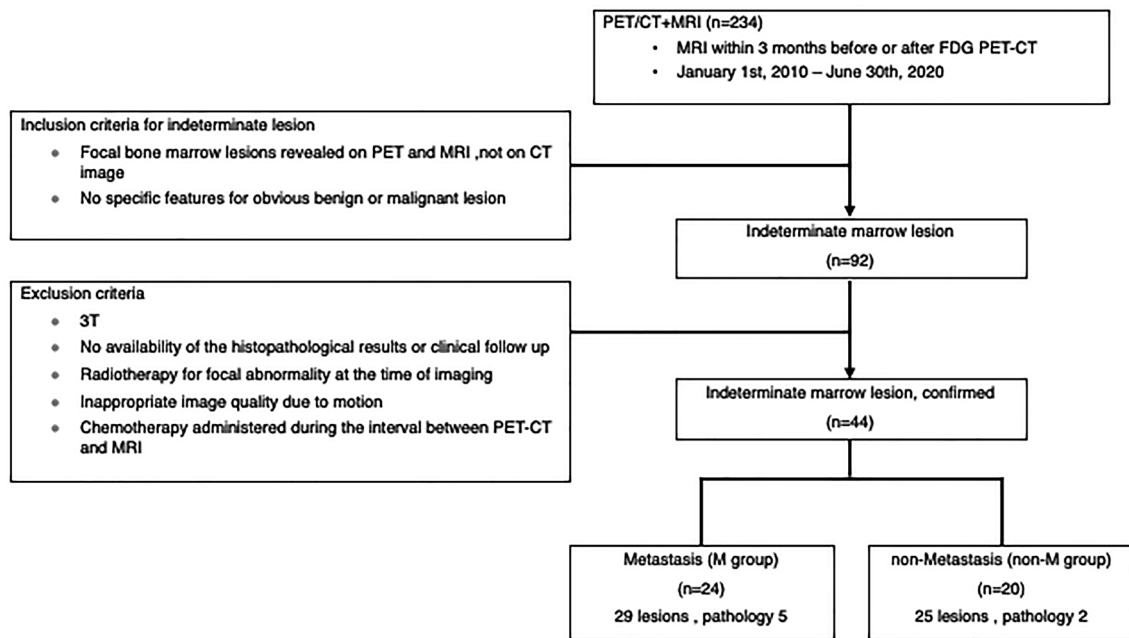 PET/CT+MRI (n=234)
• MRI within 3 months before or after FDG PET-CT
• January 1st, 2010 – June 30th, 2020
Inclusion criteria for indeterminate lesion
• Focal bone marrow lesions revealed on PET and MRI ,not on CT
image
• No specific features for obvious benign or malignant lesion
Indeterminate marrow lesion
(n=92)
Exclusion criteria
• 3T
• No availability of the histopathological results or clinical follow up
• Radiotherapy for focal abnormality at the time of imaging
• Inappropriate image quality due to motion
• Chemotherapy administered during the interval between PET-CT
and MRI
Indeterminate marrow lesion, confirmed
(n=44)
Metastasis (M group)
(n=24)
29 lesions , pathology 5
non-Metastasis (non-M group)
(n=20)
25 lesions , pathology 2